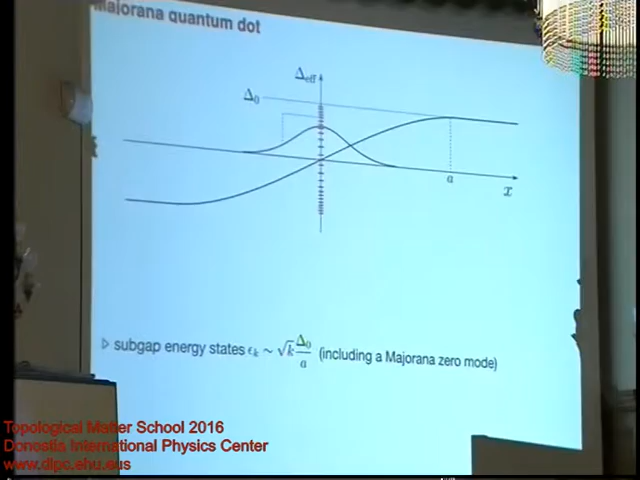 Majorana quantum dot
Δeff
Δ0
a
x
▷ subgap energy states ϵk ∼ √k Δ0/a (including a Majorana zero mode)
Topological Matter School 2016
Donostia International Physics Center
www.dipc.ehu.eus